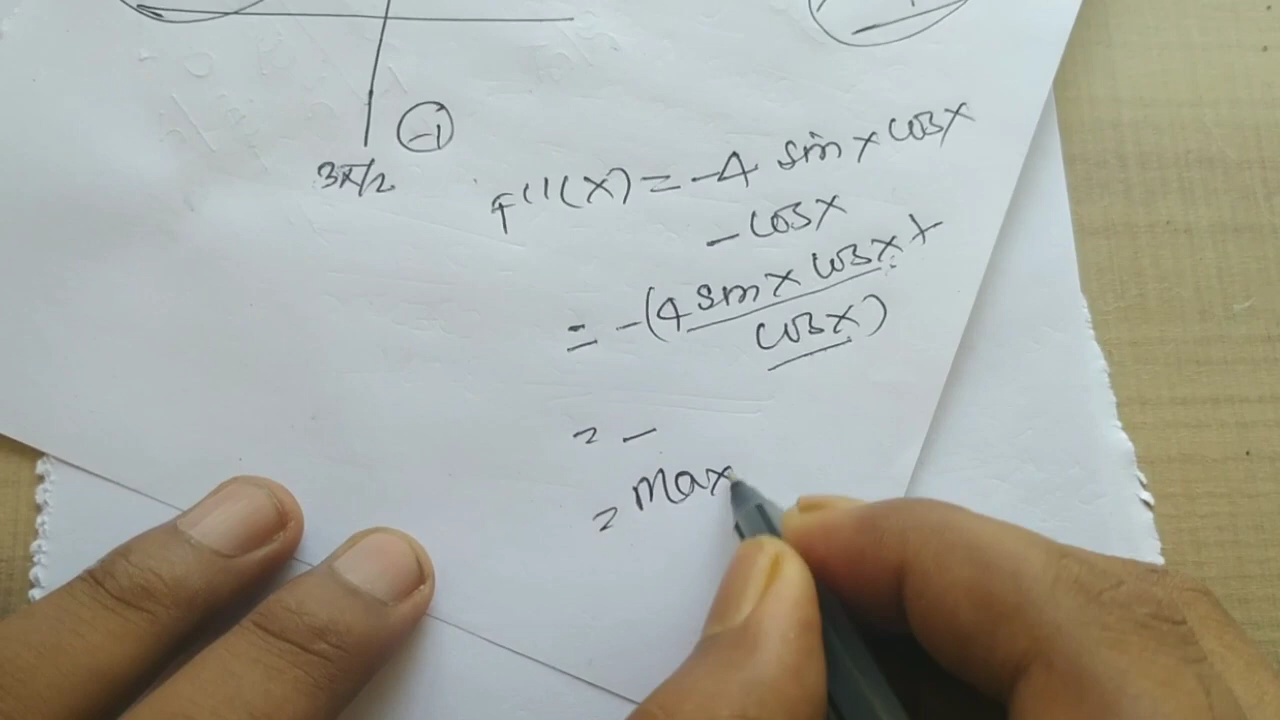 -1
3π/2
f''(x) = -4 sin x cos x
- cos x
= -(4 sin x cos x +
cos x)
= -
= max